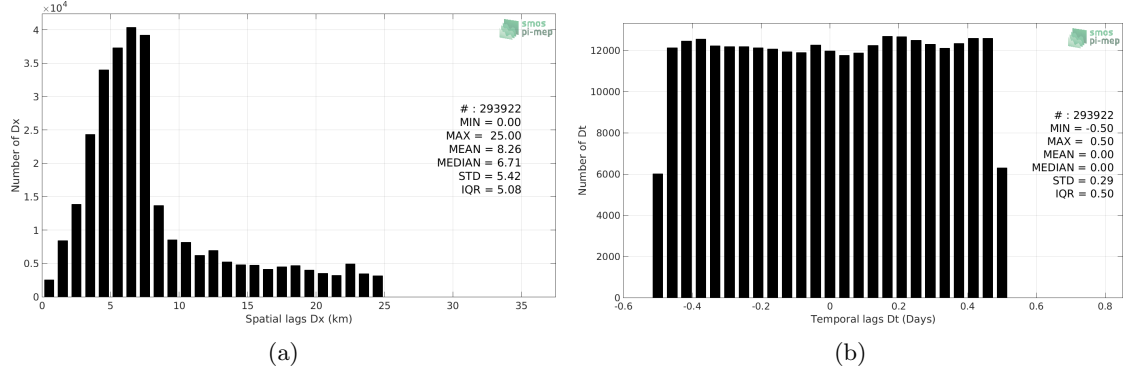 ×10⁴
4
3.5
3
2.5
2
1.5
1
0.5
0
Number of Dx
0 5 10 15 20 25 30 35
Spatial lags Dx (km)
smos
pi-mep
# : 293922
MIN = 0.00
MAX = 25.00
MEAN = 8.26
MEDIAN = 6.71
STD = 5.42
IQR = 5.08
(a)
12000
10000
8000
6000
4000
2000
0
Number of Dt
-0.6 -0.4 -0.2 0 0.2 0.4 0.6 0.8
Temporal lags Dt (Days)
smos
pi-mep
# : 293922
MIN = -0.50
MAX = 0.50
MEAN = 0.00
MEDIAN = 0.00
STD = 0.29
IQR = 0.50
(b)